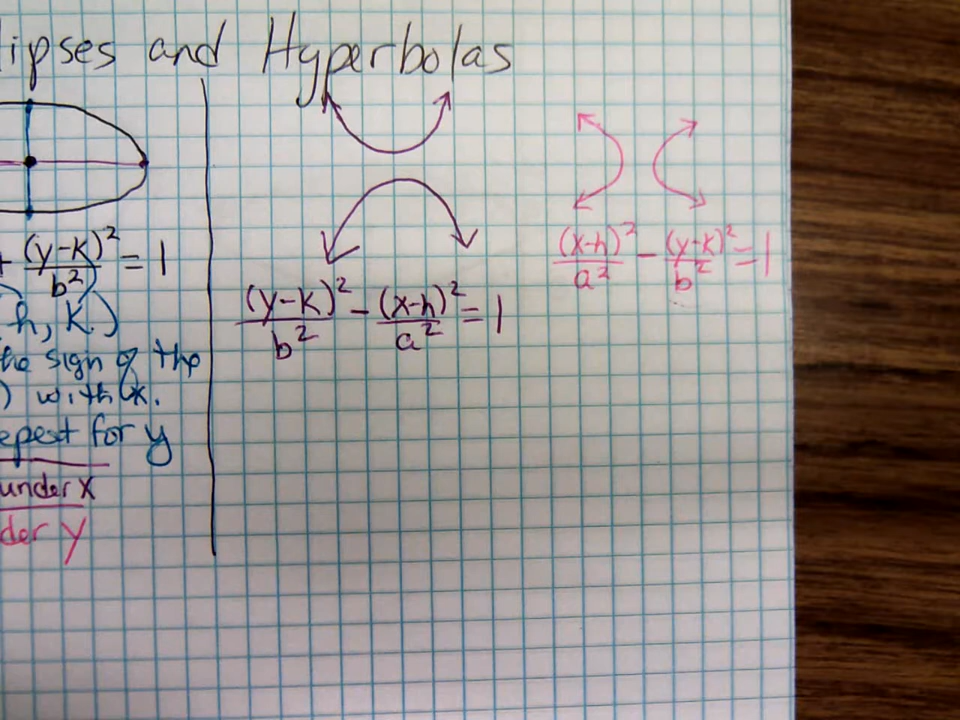 lipses and Hyperbolas
+ (y-k)²/b² = 1
h, k)
the sign of the
) with x.
epeat for y
under x
der y
(y-k)²/b² - (x-h)²/a² = 1
(x-h)²/a² - (y-k)²/b² = 1